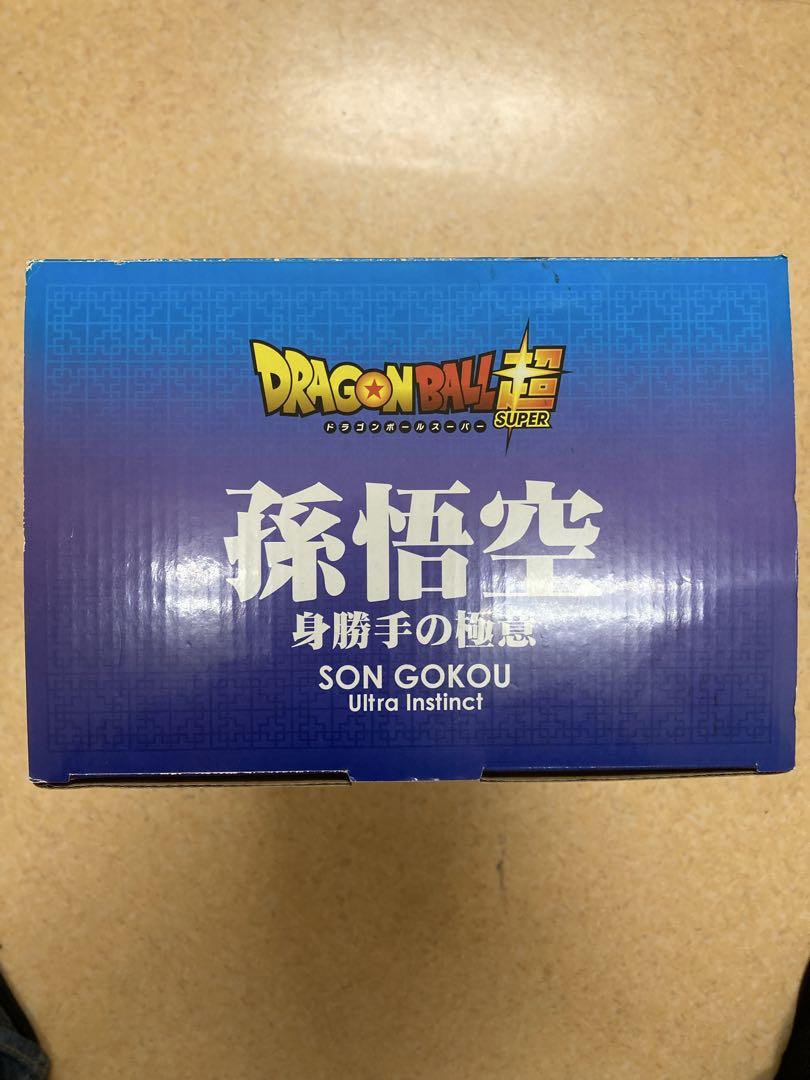 DRAGON BALL超
SUPER
ドラゴンボールスーパー
孫悟空
身勝手の極意
SON GOKOU
Ultra Instinct